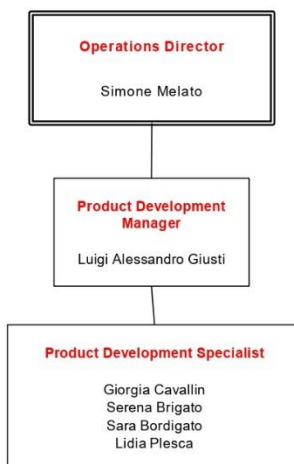 Operations Director
Simone Melato
Product Development
Manager
Luigi Alessandro Giusti
Product Development Specialist
Giorgia Cavallin
Serena Brigato
Sara Bordigato
Lidia Plesca